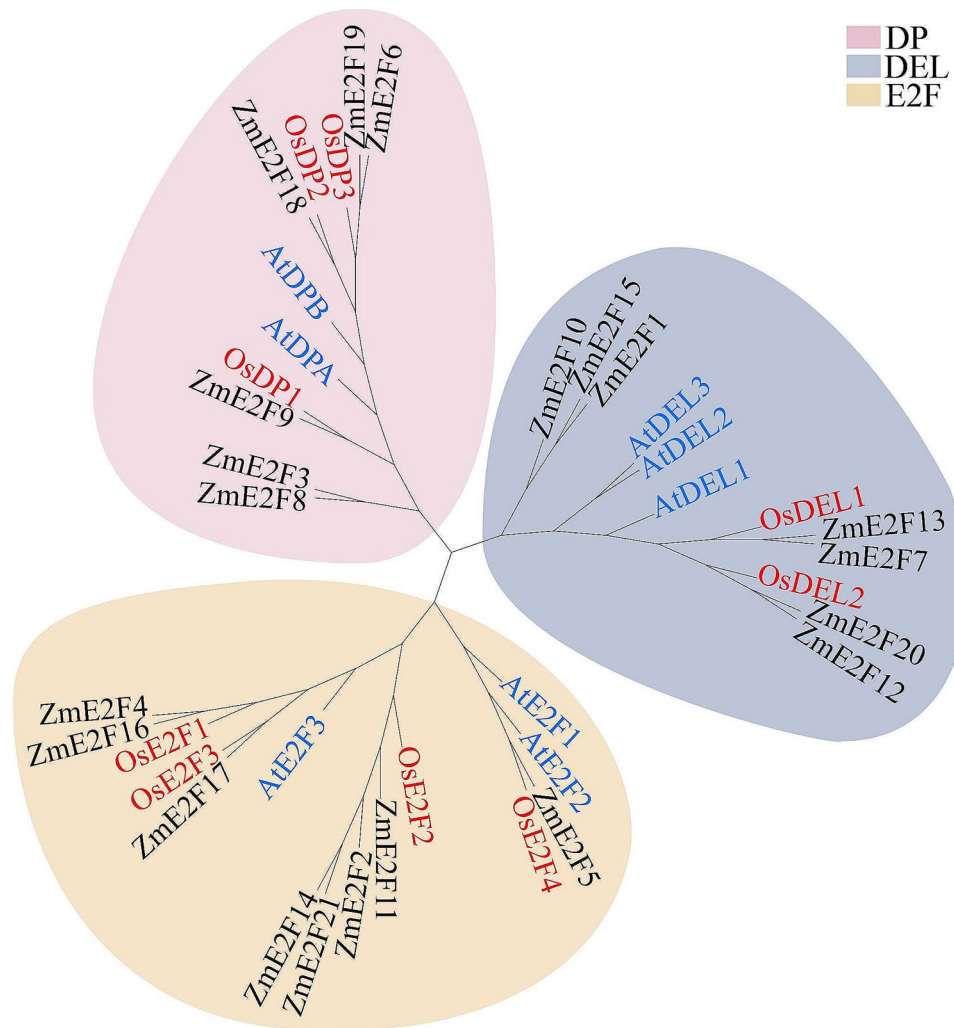 DP
DEL
E2F
ZmE2F18
OsDP2
OsDP3
ZmE2F19
ZmE2F6
AtDPB
AtDPA
OsDP1
ZmE2F9
ZmE2F3
ZmE2F8
ZmE2F10
ZmE2F15
ZmE2F1
AtDEL3
AtDEL2
AtDEL1
OsDEL1
ZmE2F13
ZmE2F7
OsDEL2
ZmE2F20
ZmE2F12
ZmE2F4
ZmE2F16
OsE2F1
OsE2F3
ZmE2F17
AtE2F3
ZmE2F14
ZmE2F21
ZmE2F2
ZmE2F11
OsE2F2
AtE2F1
AtE2F2
ZmE2F5
OsE2F4